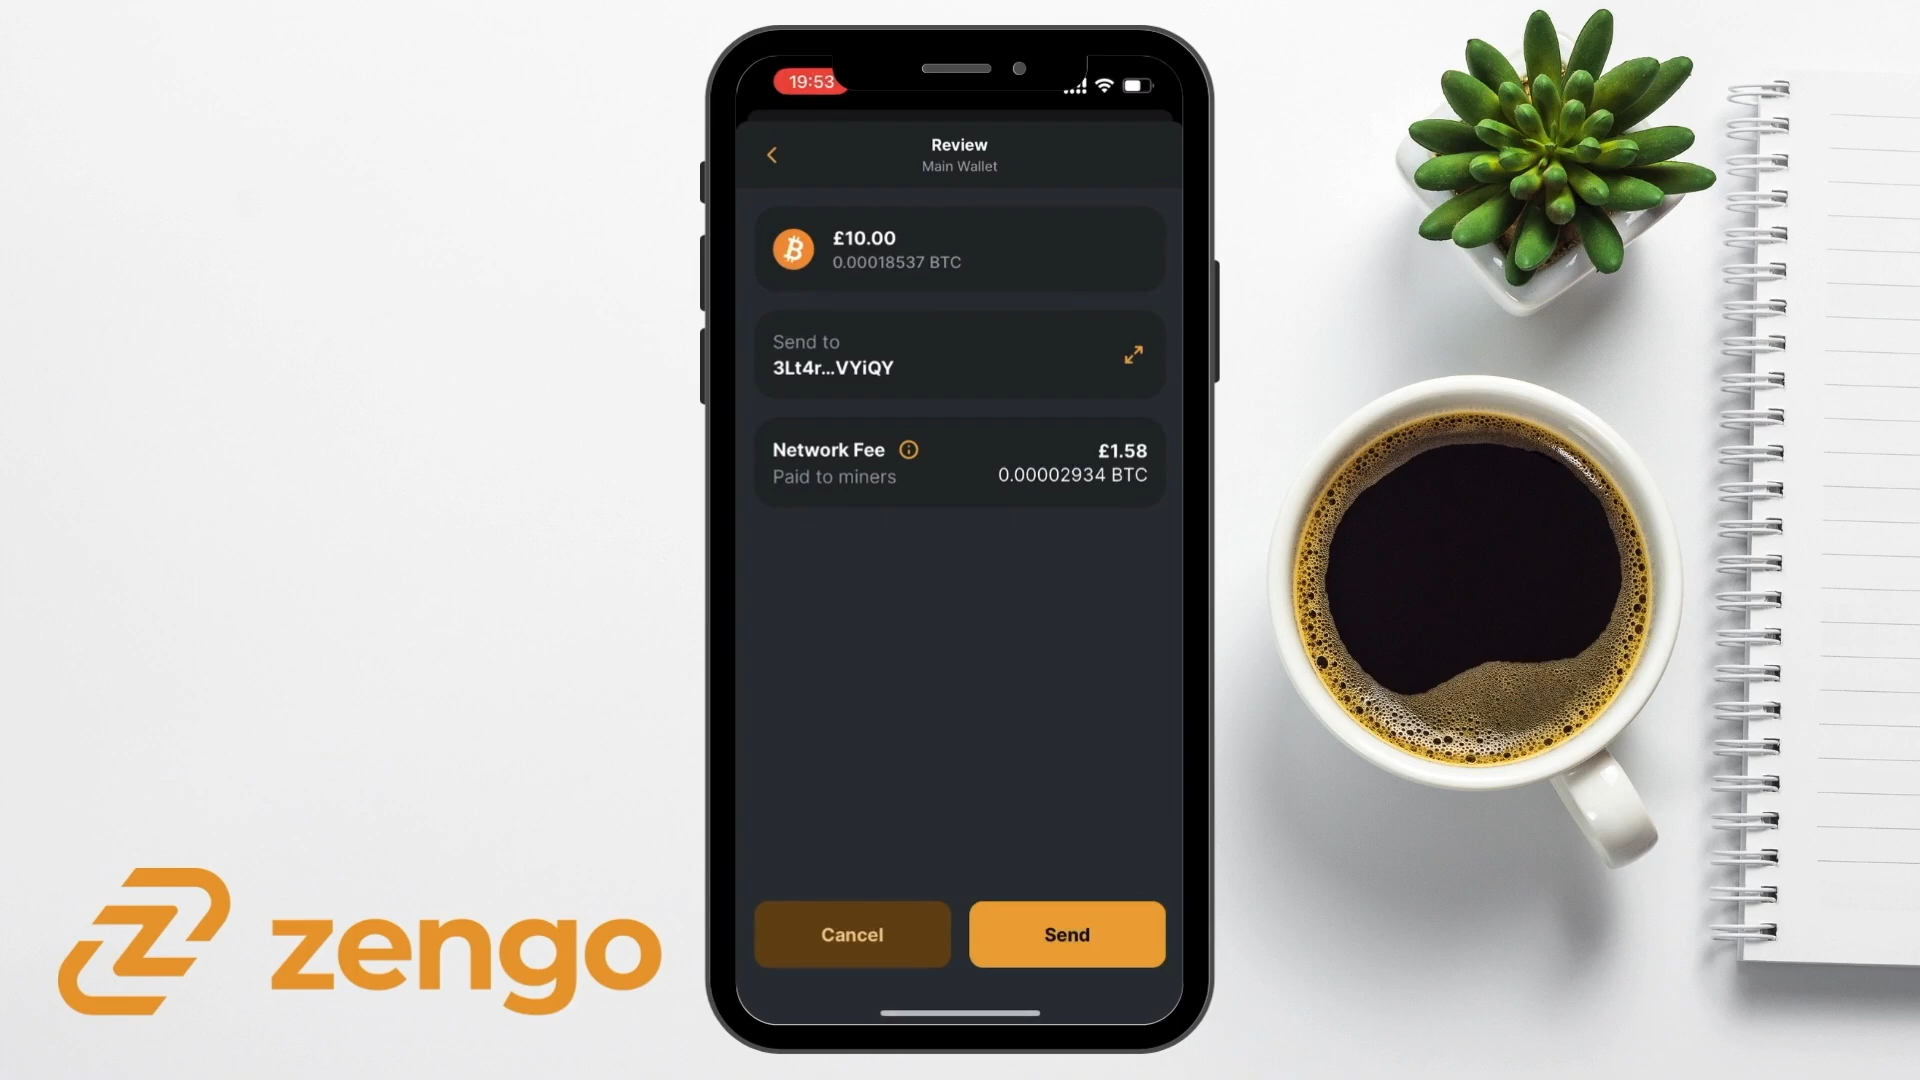 19:53
Review
Main Wallet
£10.00
0.00018537 BTC
Send to
3Lt4r...VYiQY
Network Fee
£1.58
Paid to miners
0.00002934 BTC
Cancel
Send
zengo